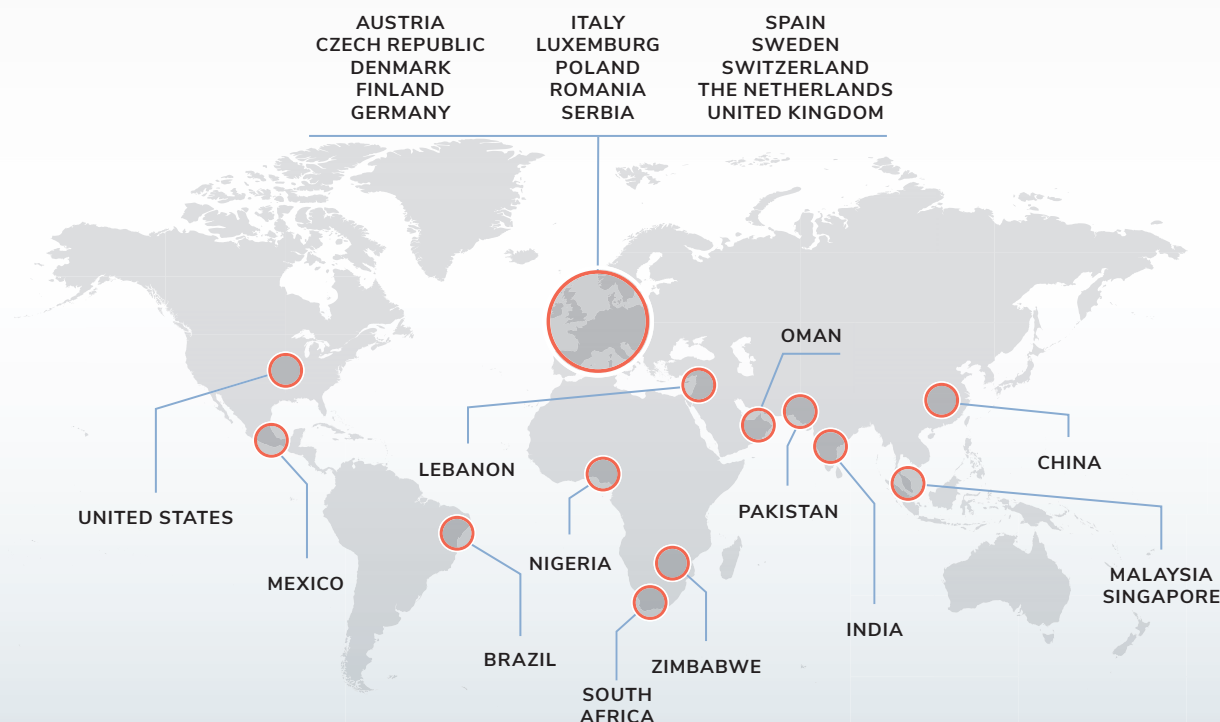 AUSTRIA
CZECH REPUBLIC
DENMARK
FINLAND
GERMANY
ITALY
LUXEMBURG
POLAND
ROMANIA
SERBIA
SPAIN
SWEDEN
SWITZERLAND
THE NETHERLANDS
UNITED KINGDOM
OMAN
LEBANON
CHINA
UNITED STATES
PAKISTAN
NIGERIA
MEXICO
MALAYSIA
SINGAPORE
INDIA
BRAZIL
ZIMBABWE
SOUTH
AFRICA